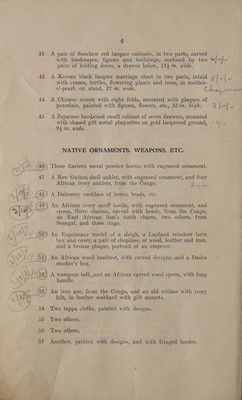 6
42 A pair of Soochow red lacquer cabinets, in two parts, carved
with landscapes, figures and buildings, enclosed by two
pairs of folding doors, a drawer below, 13½ in. wide.
43 A Korean black lacquer marriage chest in two parts, inlaid
with cranes, turtles, flowering plants and trees, in mother-
o'-pearl on stand, 27 in. wide.
44 A Chinese screen with eight folds, mounted with plaques of
porcelain, painted with figures, flowers, etc., 33 in. high.
45 A Japanese hardwood small cabinet of seven drawers, mounted
with chased gilt metal plaquettes on gold lacquered ground,
9½ in. wide.
NATIVE ORNAMENTS, WEAPONS, ETC.
46 Three Eastern metal powder horns, with engraved ornament.
47 A New Guinea shell anklet, with engraved ornament, and four
African ivory anklets, from the Congo.
48 A Dahomey necklace of horns, beads, etc.
49 An African ivory snuff bottle, with engraved ornament, and
spoon, three charms, carved with heads, from the Congo,
an East African lion's tooth charm, two others from
Senegal, and three rings.
50 An Esquimaux model of a sleigh, a Lapland reindeer horn
box and cover, a pair of chopines, of wood, leather and iron,
and a bronze plaque, portrait of an emperor.
51 An African wood headrest, with carved designs, and a Dasha
smoker's box.
52 A wampum belt, and an African carved wood spoon, with long
handle
53 An iron axe, from the Congo, and an old cutlass with ivory
hilt, in leather scabbard with gilt mounts.
54 Two tappa cloths, painted with designs.
55 Two others.
56 Two others.
57 Another, painted with designs, and with fringed border.